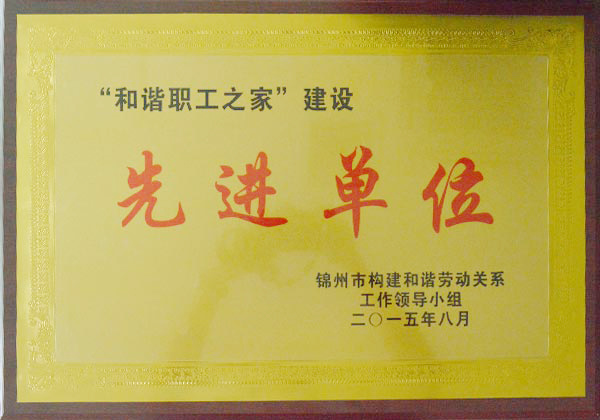 “和谐职工之家”建设
先进单位
锦州市构建和谐劳动关系
工作领导小组
二〇一五年八月